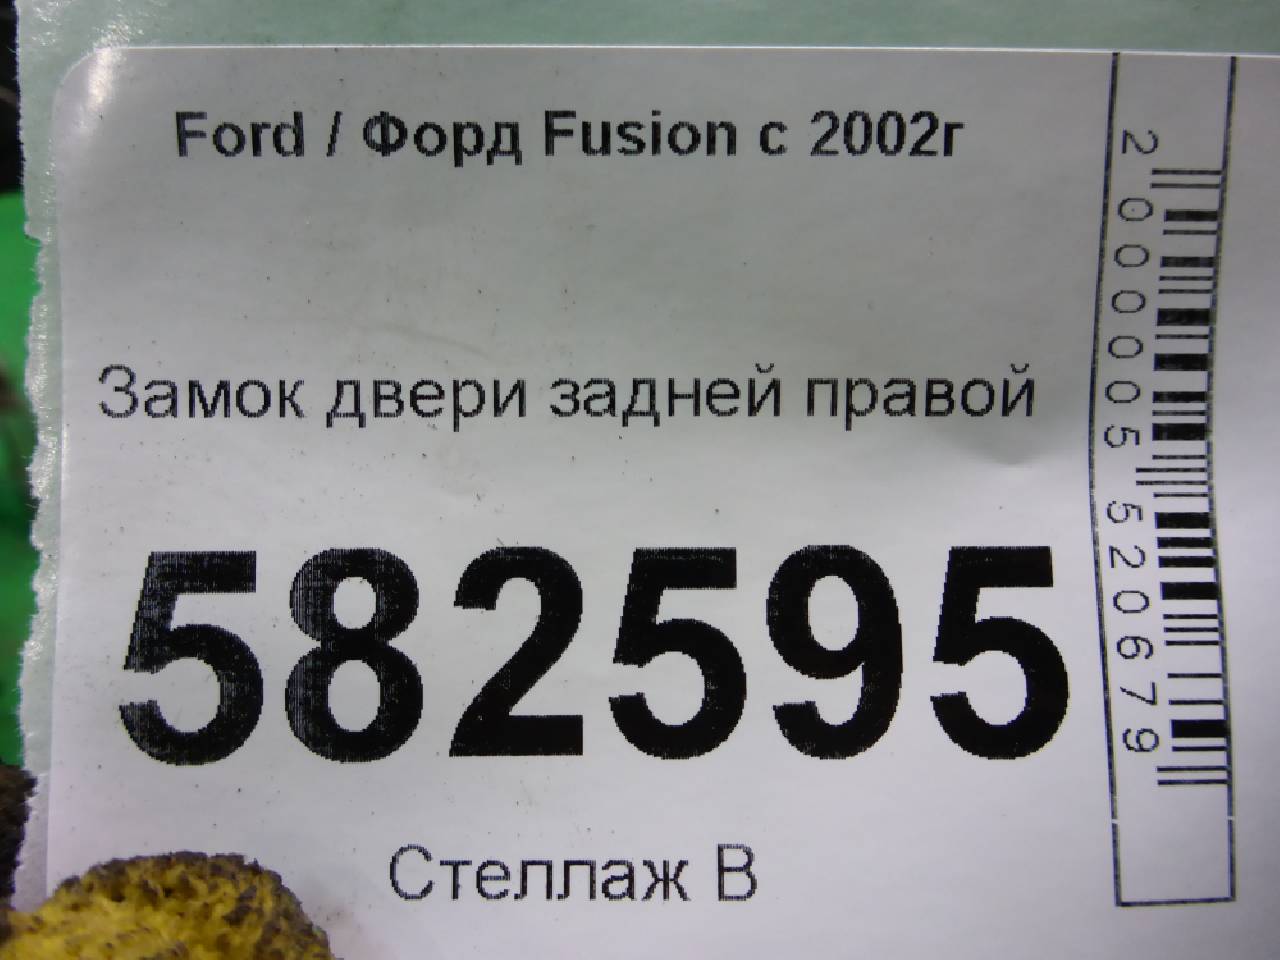 Ford / Форд Fusion с 2002г
Замок двери задней правой
582595
Стеллаж В
2000005520679